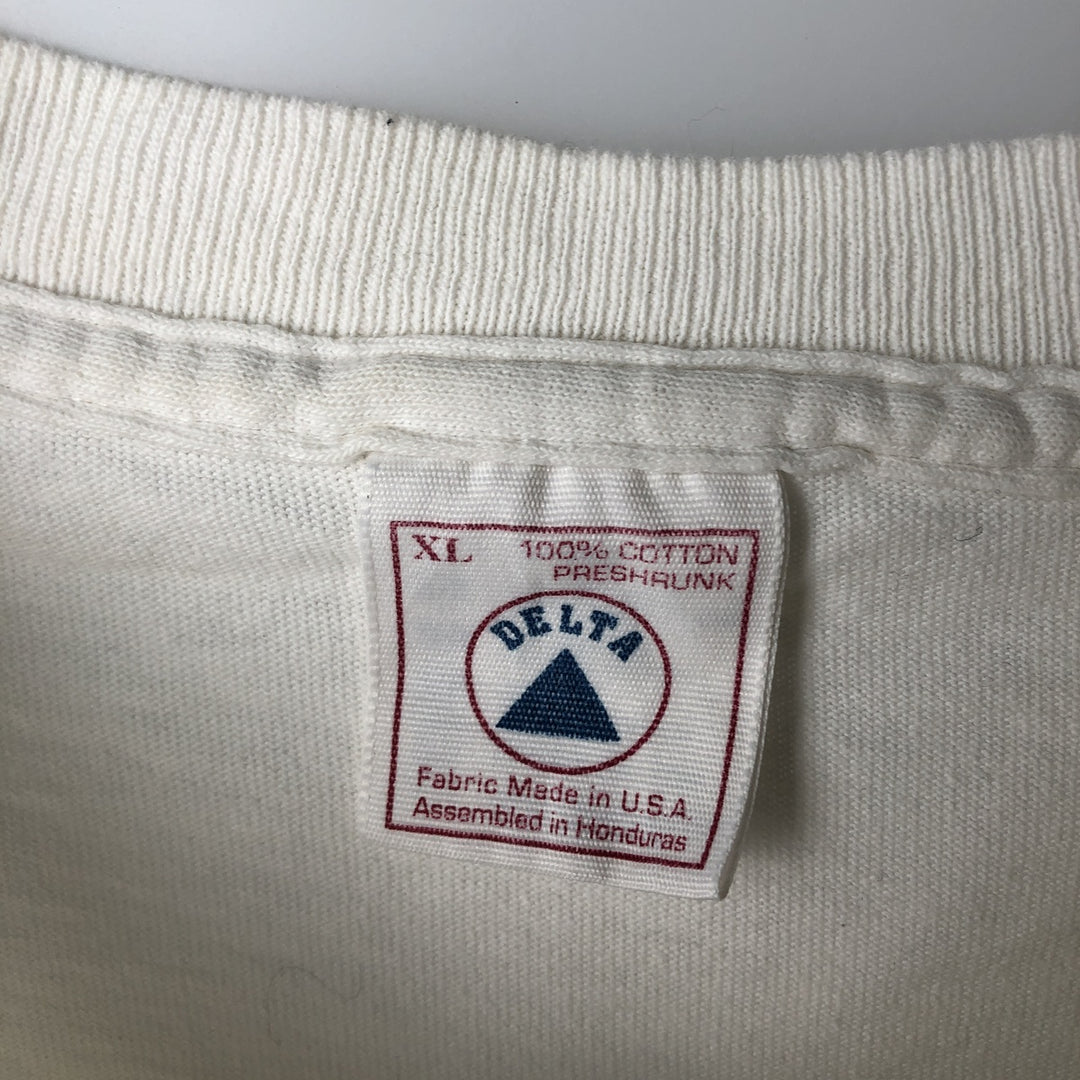 XL 100% COTTON
PRESHRUNK
DELTA
Fabric Made in U.S.A.
Assembled in Honduras